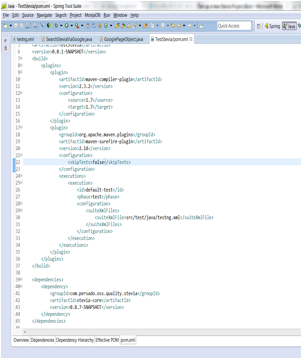 Java - TestStevia/pom.xml - Spring Tool Suite
File Edit Source Navigate Search Project MongoDB Run Window Help
Quick Access
Spring
Java
testng.xml
SearchSteviaViaGoogle.java
GooglePageObject.java
TestStevia/pom.xml
<version>0.0.1-SNAPSHOT</version>
<build>
<plugins>
<plugin>
<artifactId>maven-compiler-plugin</artifactId>
<version>2.3.2</version>
<configuration>
<source>1.7</source>
<target>1.7</target>
</configuration>
</plugin>
<plugin>
<groupId>org.apache.maven.plugins</groupId>
<artifactId>maven-surefire-plugin</artifactId>
<version>2.14</version>
<configuration>
<skipTests>false</skipTests>
</configuration>
<executions>
<execution>
<id>default-test</id>
<phase>test</phase>
<configuration>
<suiteXmlFiles>
<suiteXmlFile>src/test/java/testng.xml</suiteXmlFile>
</suiteXmlFiles>
</configuration>
</execution>
</executions>
</plugin>
</plugins>
</build>
<dependencies>
<dependency>
<groupId>com.persado.oss.quality.stevia</groupId>
<artifactId>stevia-core</artifactId>
<version>0.8.7-SNAPSHOT</version>
</dependency>
</dependencies>
Overview Dependencies Dependency Hierarchy Effective POM pom.xml